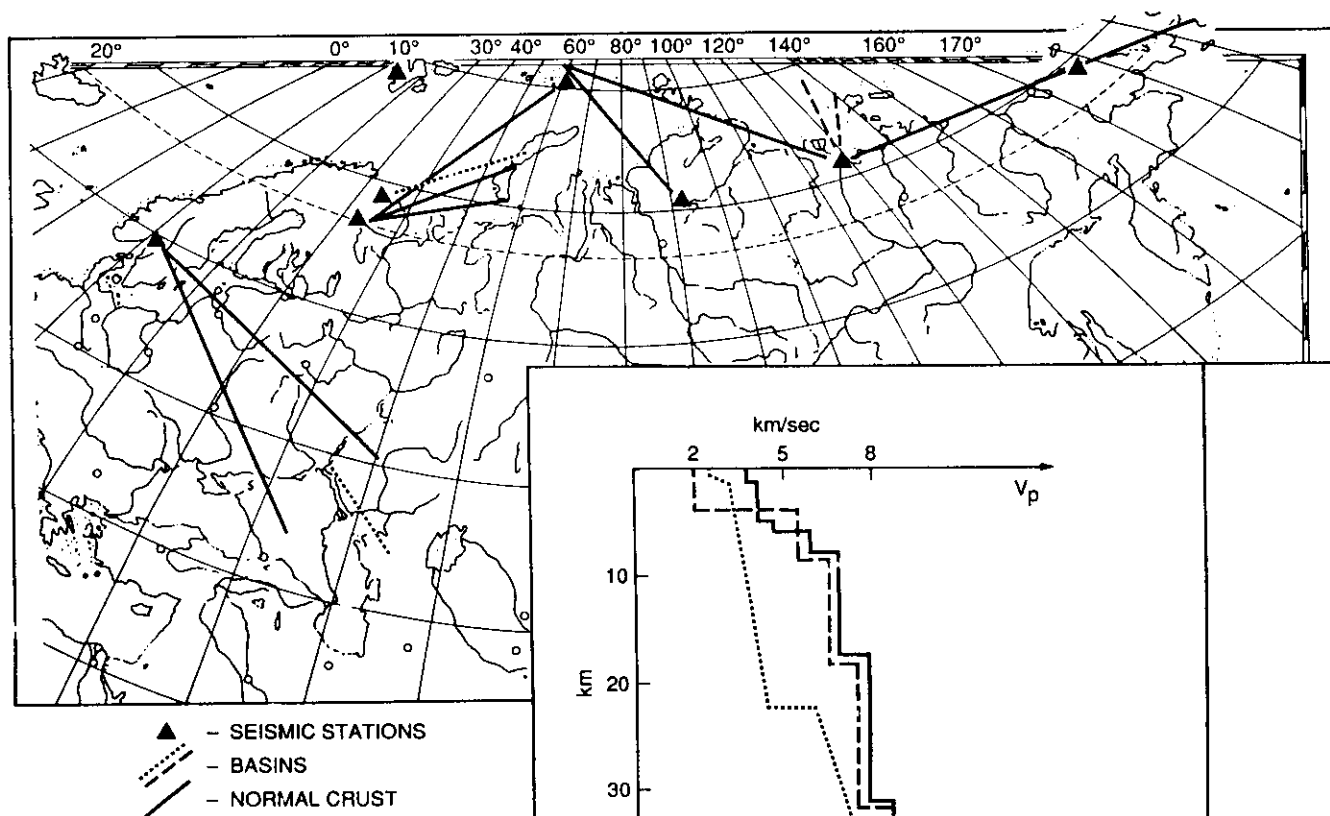 20° 0° 10° 30° 40° 60° 80° 100° 120° 140° 160° 170°
km/sec
2 5 8
Vp
10
20
km
30
▲ – SEISMIC STATIONS
– BASINS
– NORMAL CRUST